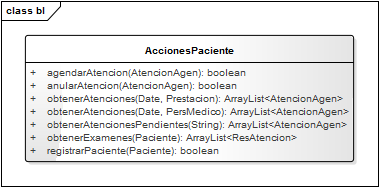 class bl
AccionesPaciente
+ agendarAtencion(AtencionAgen): boolean
+ anularAtencion(AtencionAgen): boolean
+ obtenerAtenciones(Date, Prestacion): ArrayList<AtencionAgen>
+ obtenerAtenciones(Date, PersMedico): ArrayList<AtencionAgen>
+ obtenerAtencionesPendientes(String): ArrayList<AtencionAgen>
+ obtenerExamenes(Paciente): ArrayList<ResAtencion>
+ registrarPaciente(Paciente): boolean